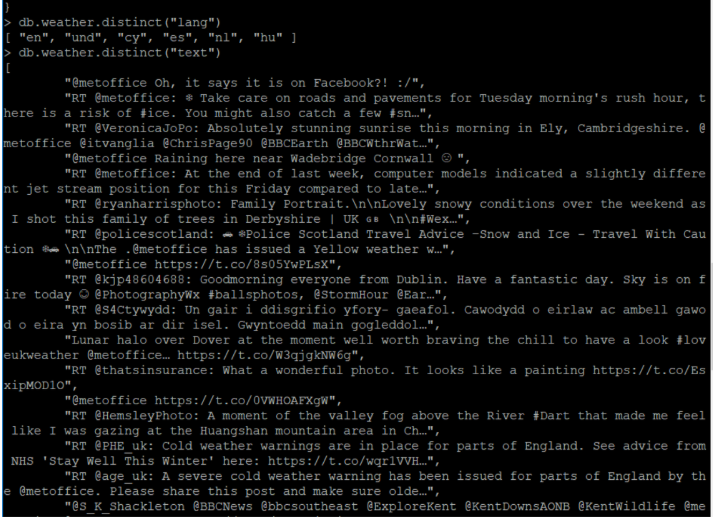 }
> db.weather.distinct("lang")
[ "en", "und", "cy", "es", "nl", "hu" ]
> db.weather.distinct("text")
[
"@metoffice Oh, it says it is on Facebook?! :/",
"RT @metoffice: ❄ Take care on roads and pavements for Tuesday morning's rush hour, t
here is a risk of #ice. You might also catch a few #sn…",
"RT @VeronicaJoPo: Absolutely stunning sunrise this morning in Ely, Cambridgeshire. @
metoffice @itvanglia @ChrisPage90 @BBCEarth @BBCWthrWat…",
"@metoffice Raining here near Wadebridge Cornwall ☹ ",
"RT @metoffice: At the end of last week, computer models indicated a slightly differe
nt jet stream position for this Friday compared to late…",
"RT @ryanharrisphoto: Family Portrait.\n\nLovely snowy conditions over the weekend as
I shot this family of trees in Derbyshire | UK 🇬🇧 \n\n#Wex…",
"RT @policescotland: 🚗 ❄Police Scotland Travel Advice -Snow and Ice - Travel With Cau
tion ❄🚗 \n\nThe .@metoffice has issued a Yellow weather w…",
"@metoffice https://t.co/8s05YwPLsX",
"RT @kjp48604688: Goodmorning everyone from Dublin. Have a fantastic day. Sky is on f
ire today ☺ @PhotographyWx #ballsphotos, @StormHour @Ear…",
"RT @S4Ctywydd: Un gair i ddisgrifio yfory- gaeafol. Cawodydd o eirlaw ac ambell gawo
d o eira yn bosib ar dir isel. Gwyntoedd main gogleddol…",
"Lunar halo over Dover at the moment well worth braving the chill to have a look #lov
eukweather @metoffice… https://t.co/W3qjgkNW6g",
"RT @thatsinsurance: What a wonderful photo. It looks like a painting https://t.co/Es
xipMOD1O",
"@metoffice https://t.co/0VWHOAFXgW",
"RT @HemsleyPhoto: A moment of the valley fog above the River #Dart that made me feel
like I was gazing at the Huangshan mountain area in Ch…",
"RT @PHE_uk: Cold weather warnings are in place for parts of England. See advice from
NHS 'Stay Well This Winter' here: https://t.co/wqrlVVH…",
"RT @age_uk: A severe cold weather warning has been issued for parts of England by th
e @metoffice. Please share this post and make sure olde…",
"@S_K_Shackleton @BBCNews @bbcsoutheast @ExploreKent @KentDownsAONB @KentWildlife @me